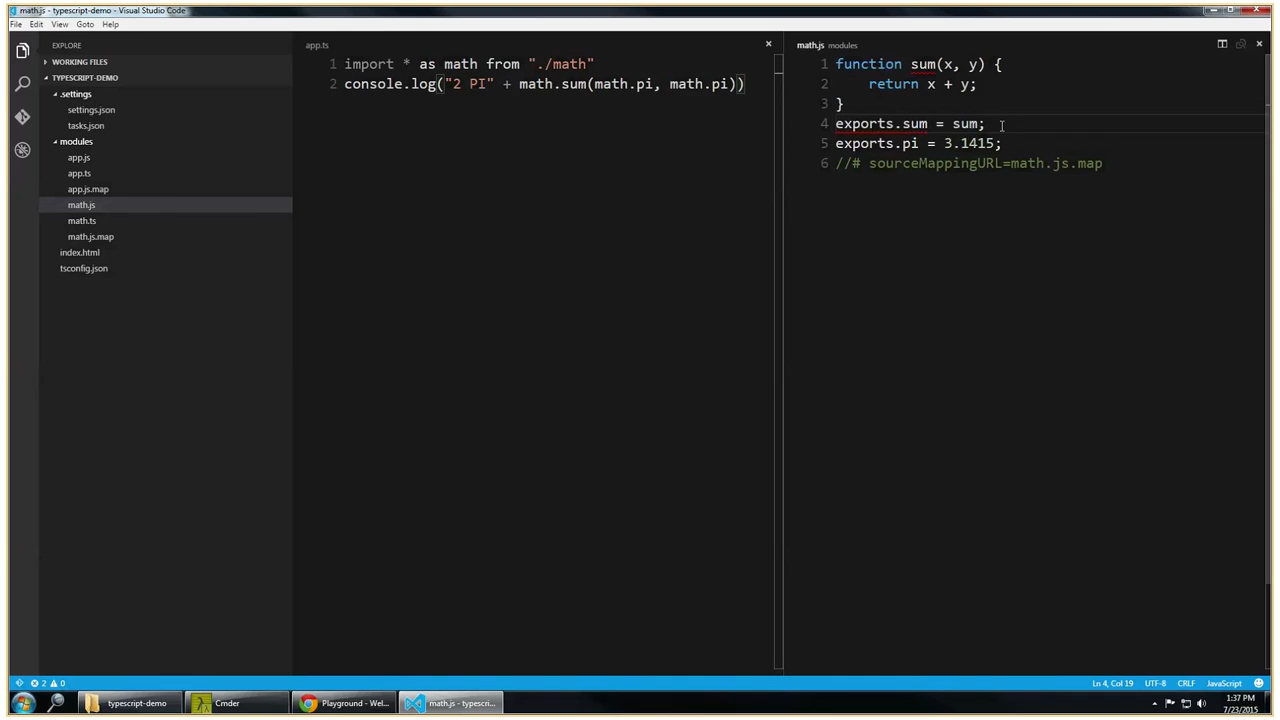 math.js - typescript-demo - Visual Studio Code
File Edit View Goto Help
EXPLORE
WORKING FILES
TYPESCRIPT-DEMO
.settings
settings.json
tasks.json
modules
app.js
app.ts
app.js.map
math.js
math.ts
math.js.map
index.html
tsconfig.json
app.ts
1 import * as math from "./math"
2 console.log("2 PI" + math.sum(math.pi, math.pi))
math.js modules
1 function sum(x, y) {
2 return x + y;
3 }
4 exports.sum = sum;
5 exports.pi = 3.1415;
6 //# sourceMappingURL=math.js.map
2 0
Ln 4, Col 19 UTF-8 CRLF JavaScript
typescript-demo
Cmder
Playground - Wel...
math.js - typescri...
1:37 PM
7/23/2015